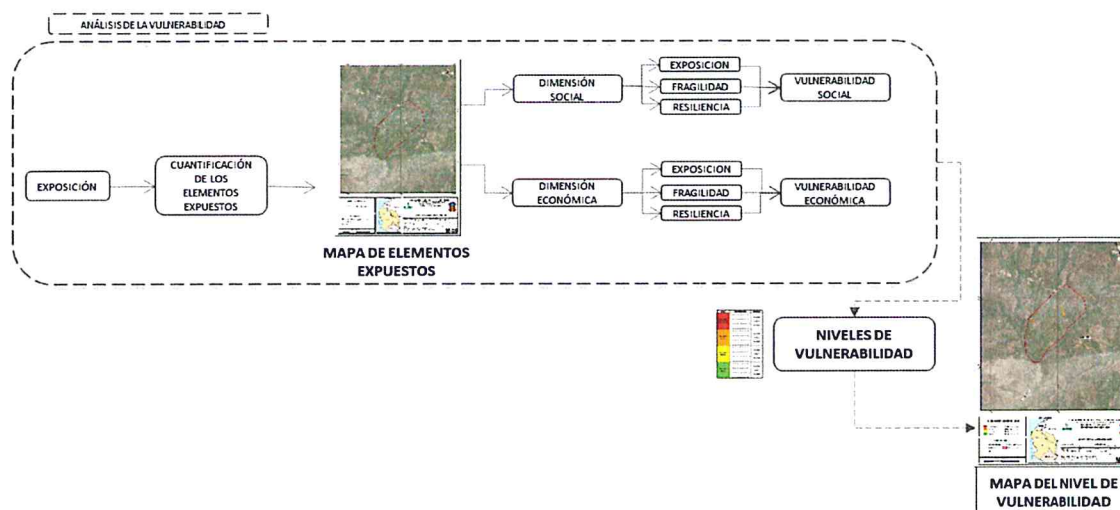 ANÁLISIS DE LA VULNERABILIDAD
EXPOSICIÓN
CUANTIFICACIÓN
DE LOS
ELEMENTOS
EXPUESTOS
MAPA DE ELEMENTOS
EXPUESTOS
DIMENSIÓN
SOCIAL
EXPOSICION
FRAGILIDAD
RESILIENCIA
VULNERABILIDAD
SOCIAL
DIMENSIÓN
ECONÓMICA
EXPOSICION
FRAGILIDAD
RESILIENCIA
VULNERABILIDAD
ECONÓMICA
NIVELES DE
VULNERABILIDAD
MAPA DEL NIVEL DE
VULNERABILIDAD